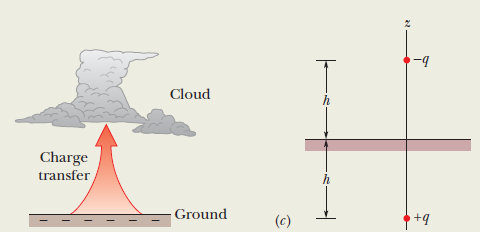 Cloud
Charge
transfer
Ground
z
–q
h
h
+q
(c)